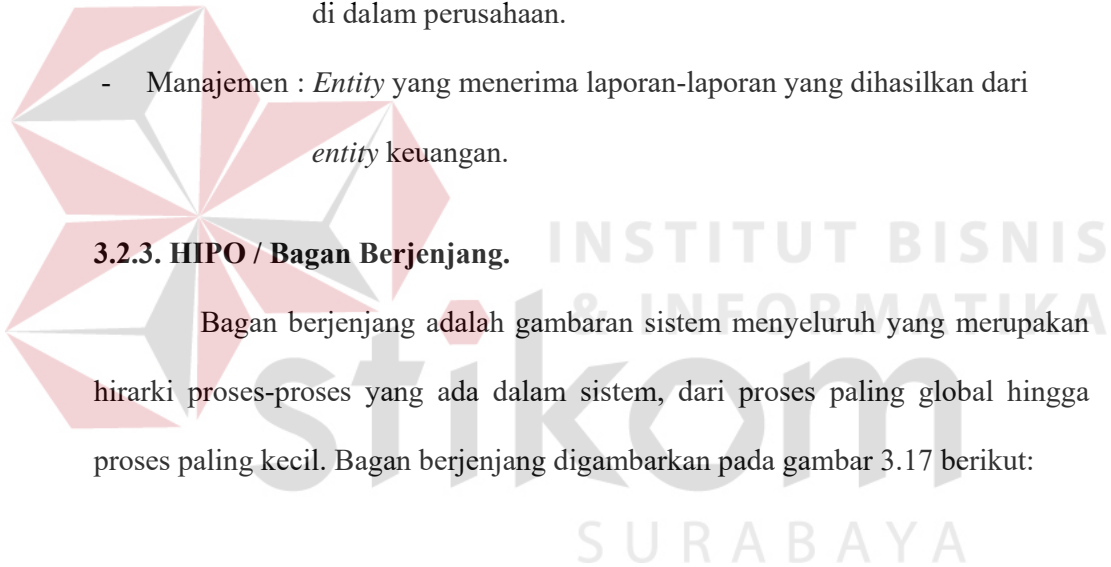 di dalam perusahaan.
- Manajemen : Entity yang menerima laporan-laporan yang dihasilkan dari
entity keuangan.
3.2.3. HIPO / Bagan Berjenjang.
INSTITUT BISNIS
& INFORMATIKA
Bagan berjenjang adalah gambaran sistem menyeluruh yang merupakan
hirarki proses-proses yang ada dalam sistem, dari proses paling global hingga
stikom
proses paling kecil. Bagan berjenjang digambarkan pada gambar 3.17 berikut:
SURABAYA